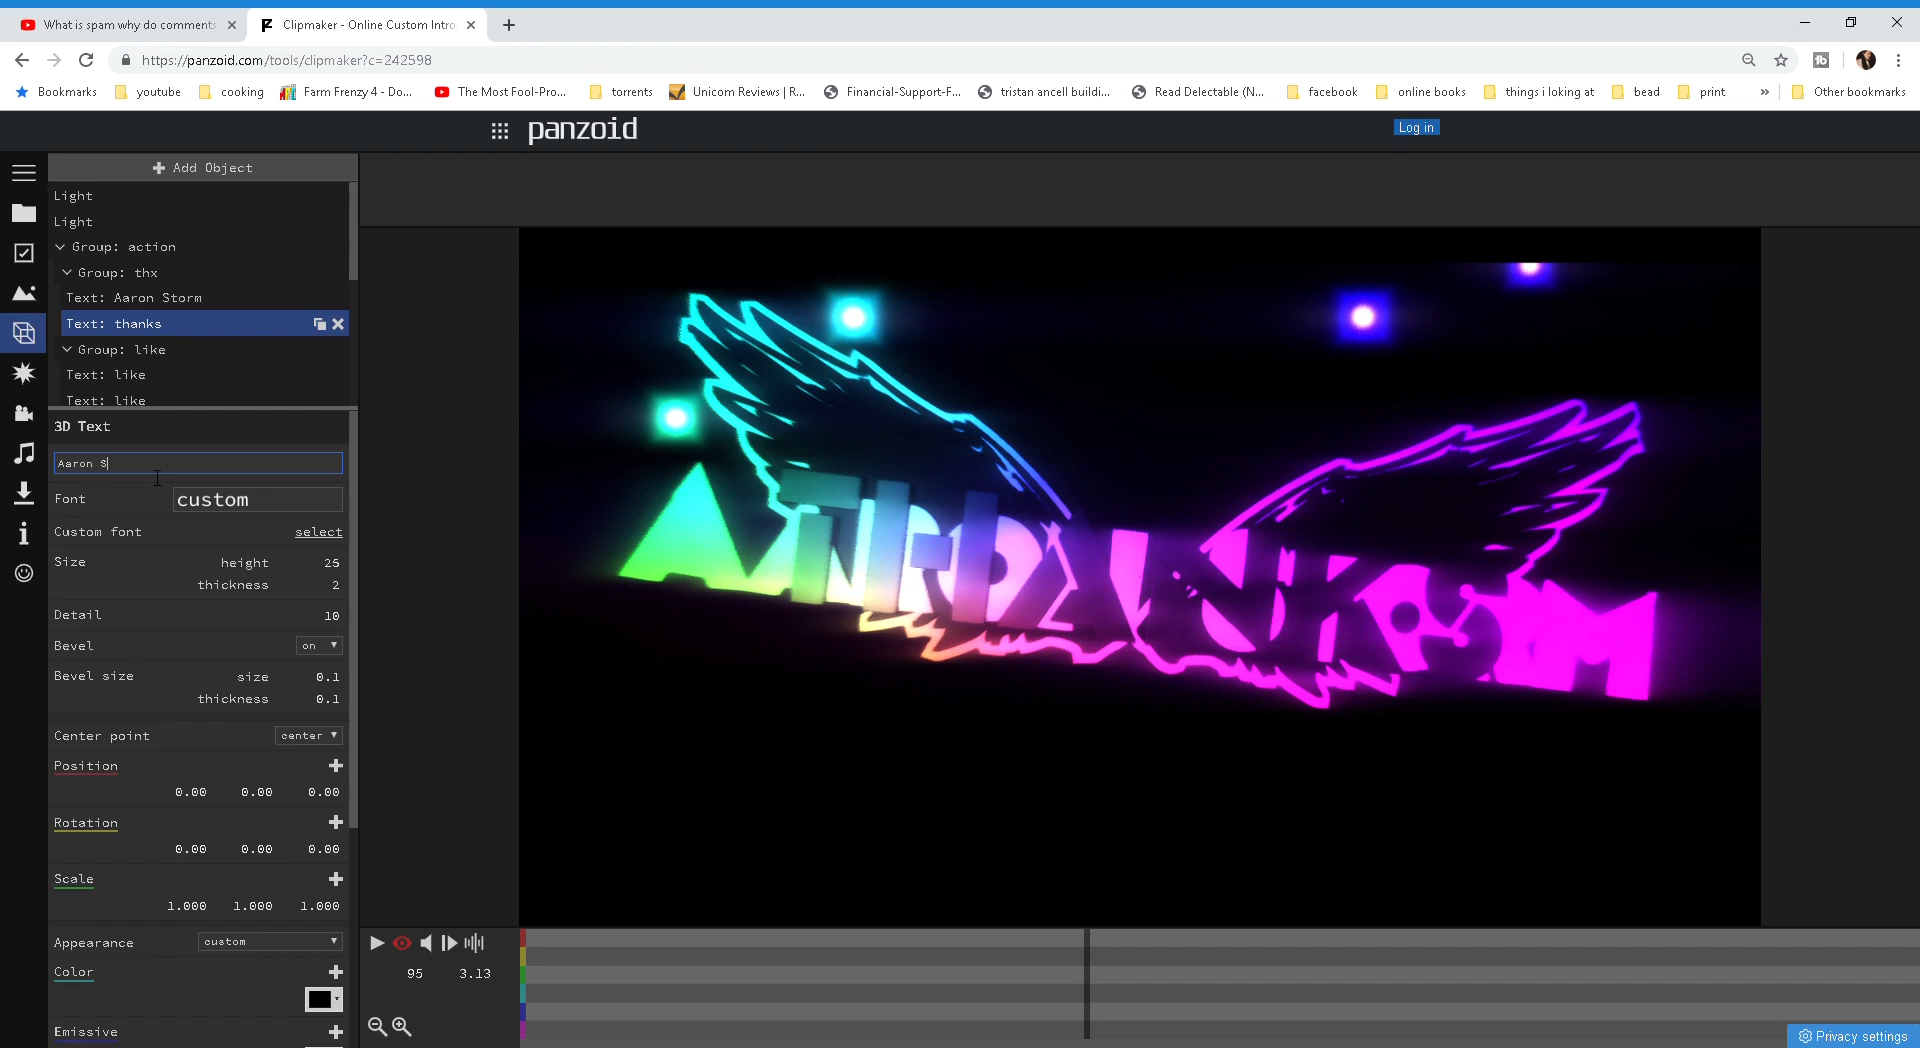 What is spam why do comments
Clipmaker - Online Custom Intro
https://panzoid.com/tools/clipmaker?c=242598
Bookmarks
youtube
cooking
Farm Frenzy 4 - Do...
The Most Fool-Pro...
torrents
Unicorn Reviews | R...
Financial-Support-F...
tristan ancell buildi...
Read Delectable (N...
facebook
online books
things i loking at
bead
print
»
Other bookmarks
panzoid
Log in
Add Object
Light
Light
Group: action
Group: thx
Text: Aaron Storm
Text: thanks
Group: like
Text: like
Text: like
3D Text
Aaron S
Font custom
Custom font select
Size height 25
thickness 2
Detail 10
Bevel on
Bevel size size 0.1
thickness 0.1
Center point center
Position
0.00 0.00 0.00
Rotation
0.00 0.00 0.00
Scale
1.000 1.000 1.000
Appearance custom
Color
Emissive
95 3.13
Privacy settings